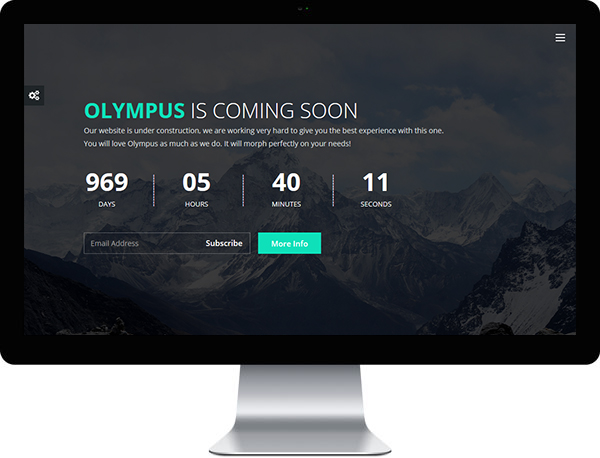 OLYMPUS IS COMING SOON
Our website is under construction, we are working very hard to give you the best experience with this one.
You will love Olympus as much as we do. It will morph perfectly on your needs!
969 05 40 11
DAYS HOURS MINUTES SECONDS
Email Address Subscribe More Info